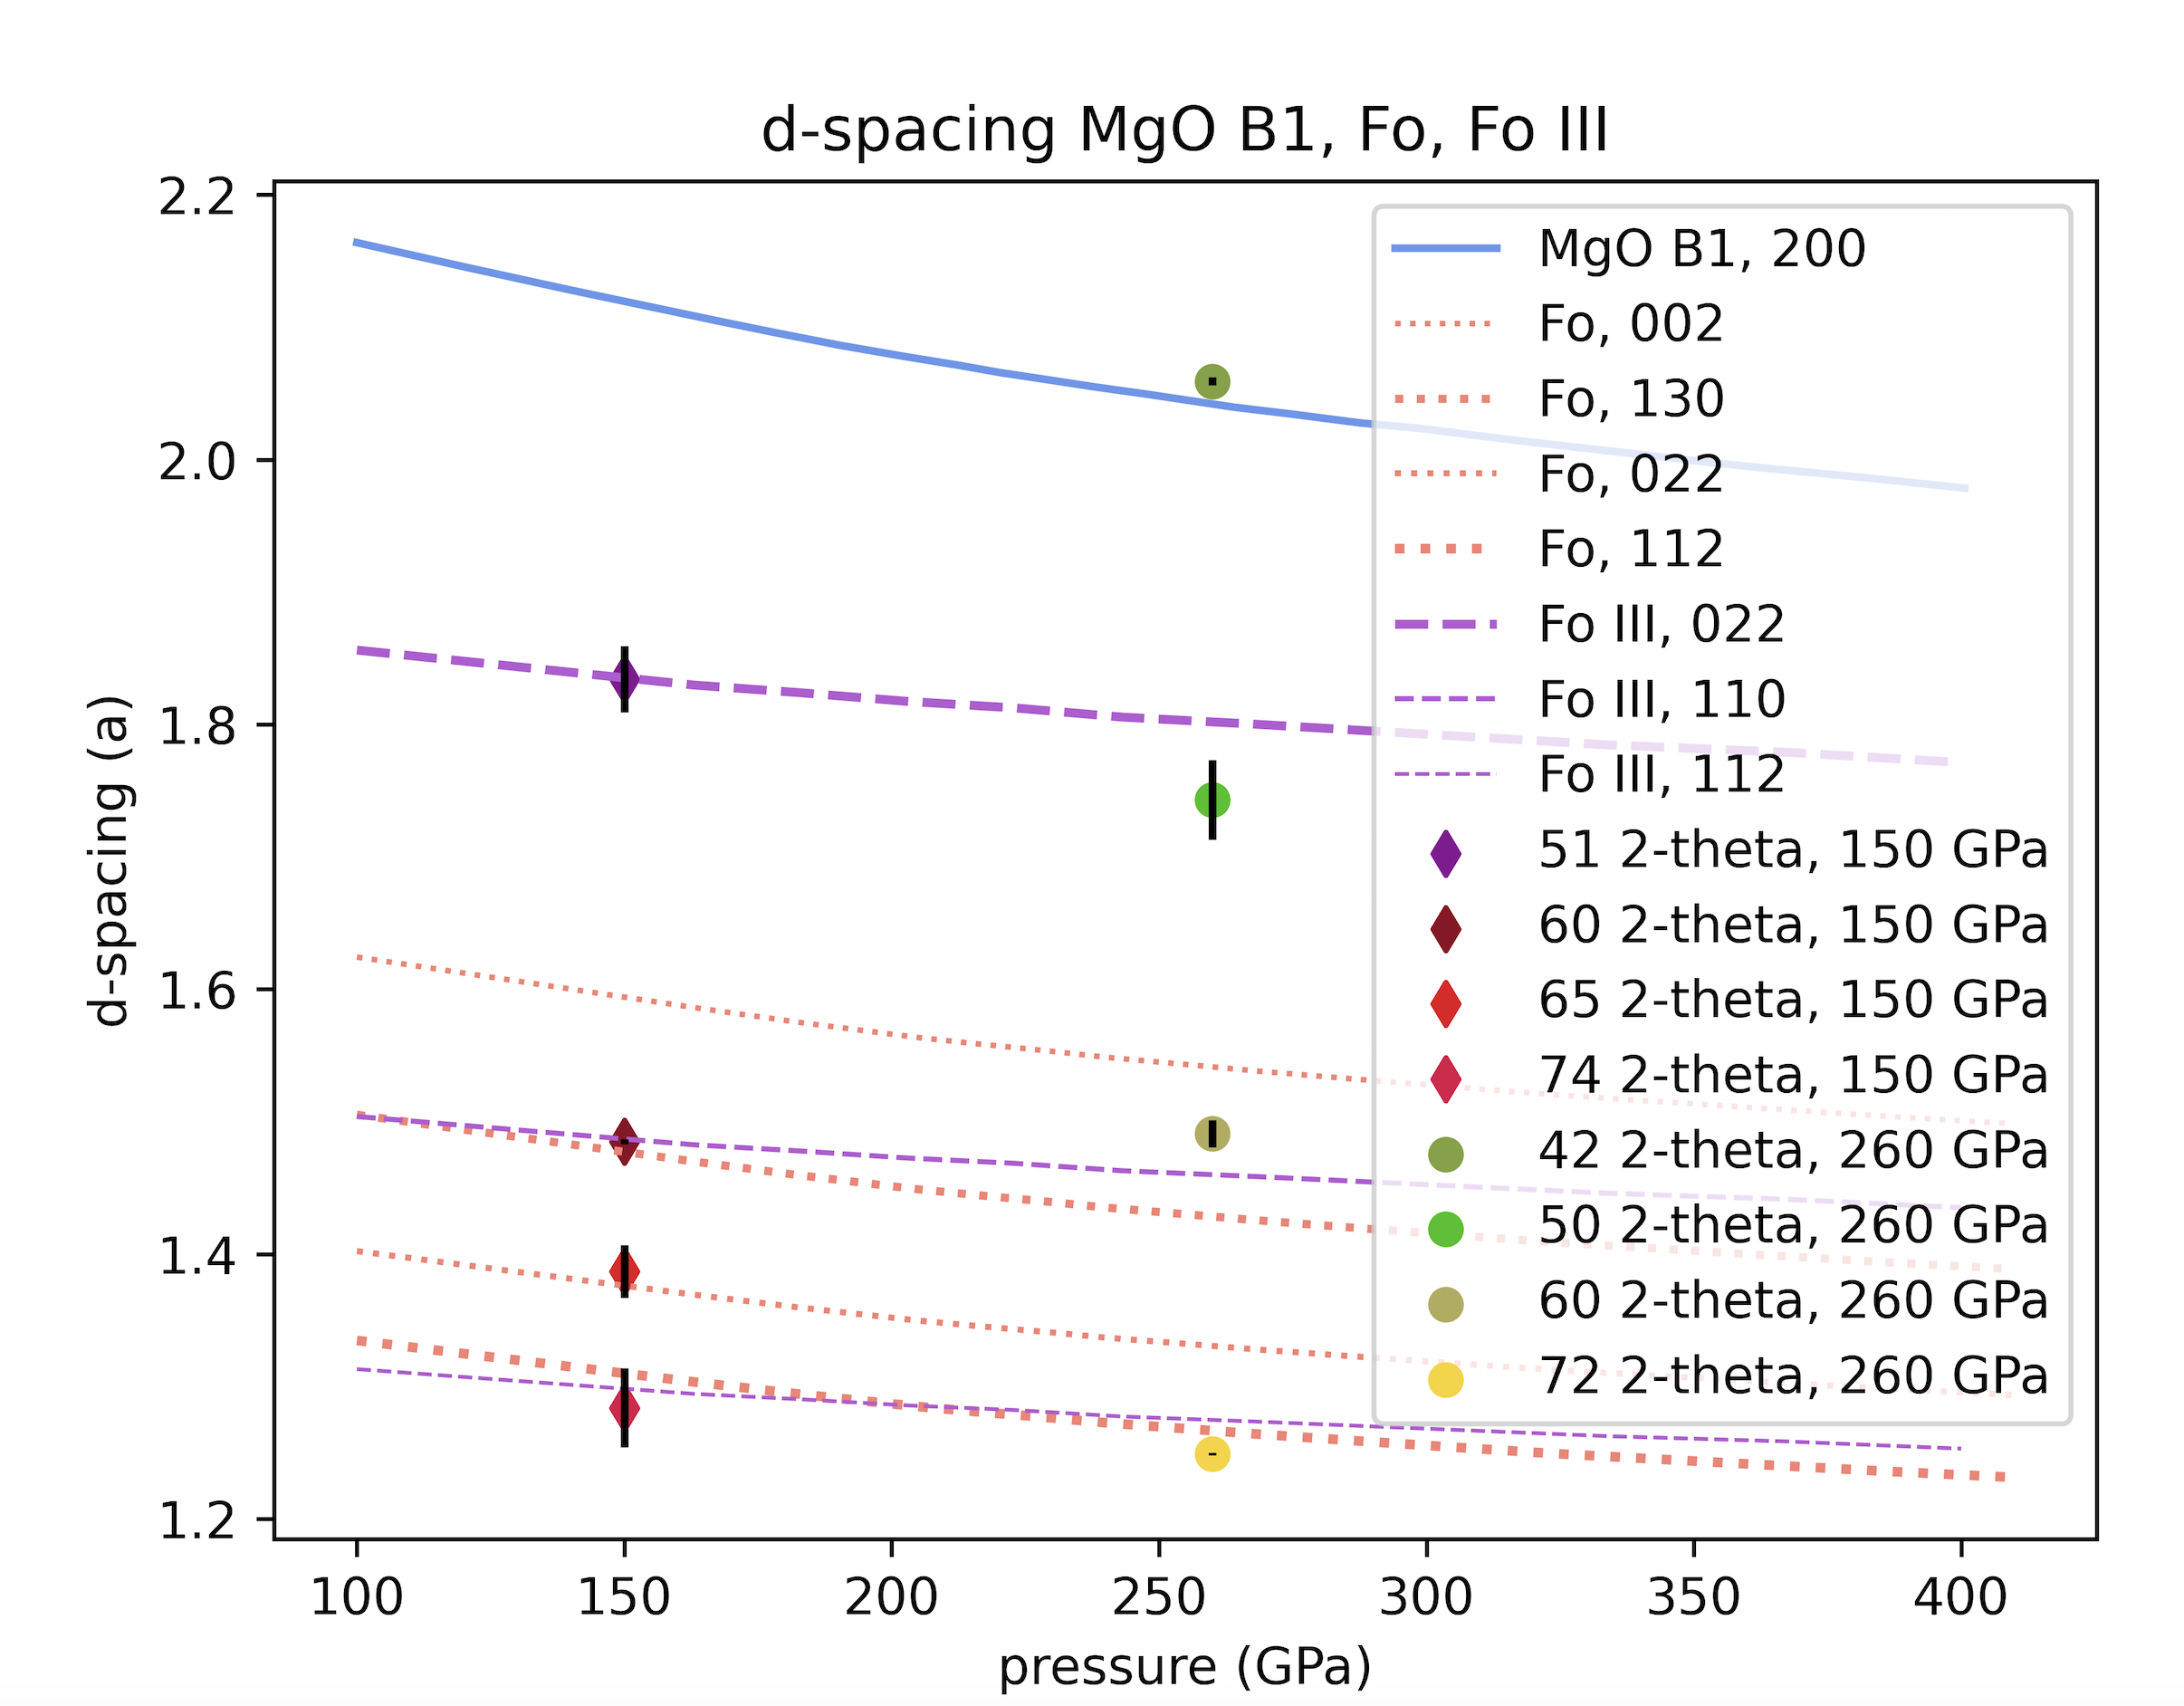 d-spacing MgO B1, Fo, Fo III
d-spacing (a)
2.2
2.0
1.8
1.6
1.4
1.2
MgO B1, 200
Fo, 002
Fo, 130
Fo, 022
Fo, 112
Fo III, 022
Fo III, 110
Fo III, 112
51 2-theta, 150 GPa
60 2-theta, 150 GPa
65 2-theta, 150 GPa
74 2-theta, 150 GPa
42 2-theta, 260 GPa
50 2-theta, 260 GPa
60 2-theta, 260 GPa
72 2-theta, 260 GPa
100 150 200 250 300 350 400
pressure (GPa)